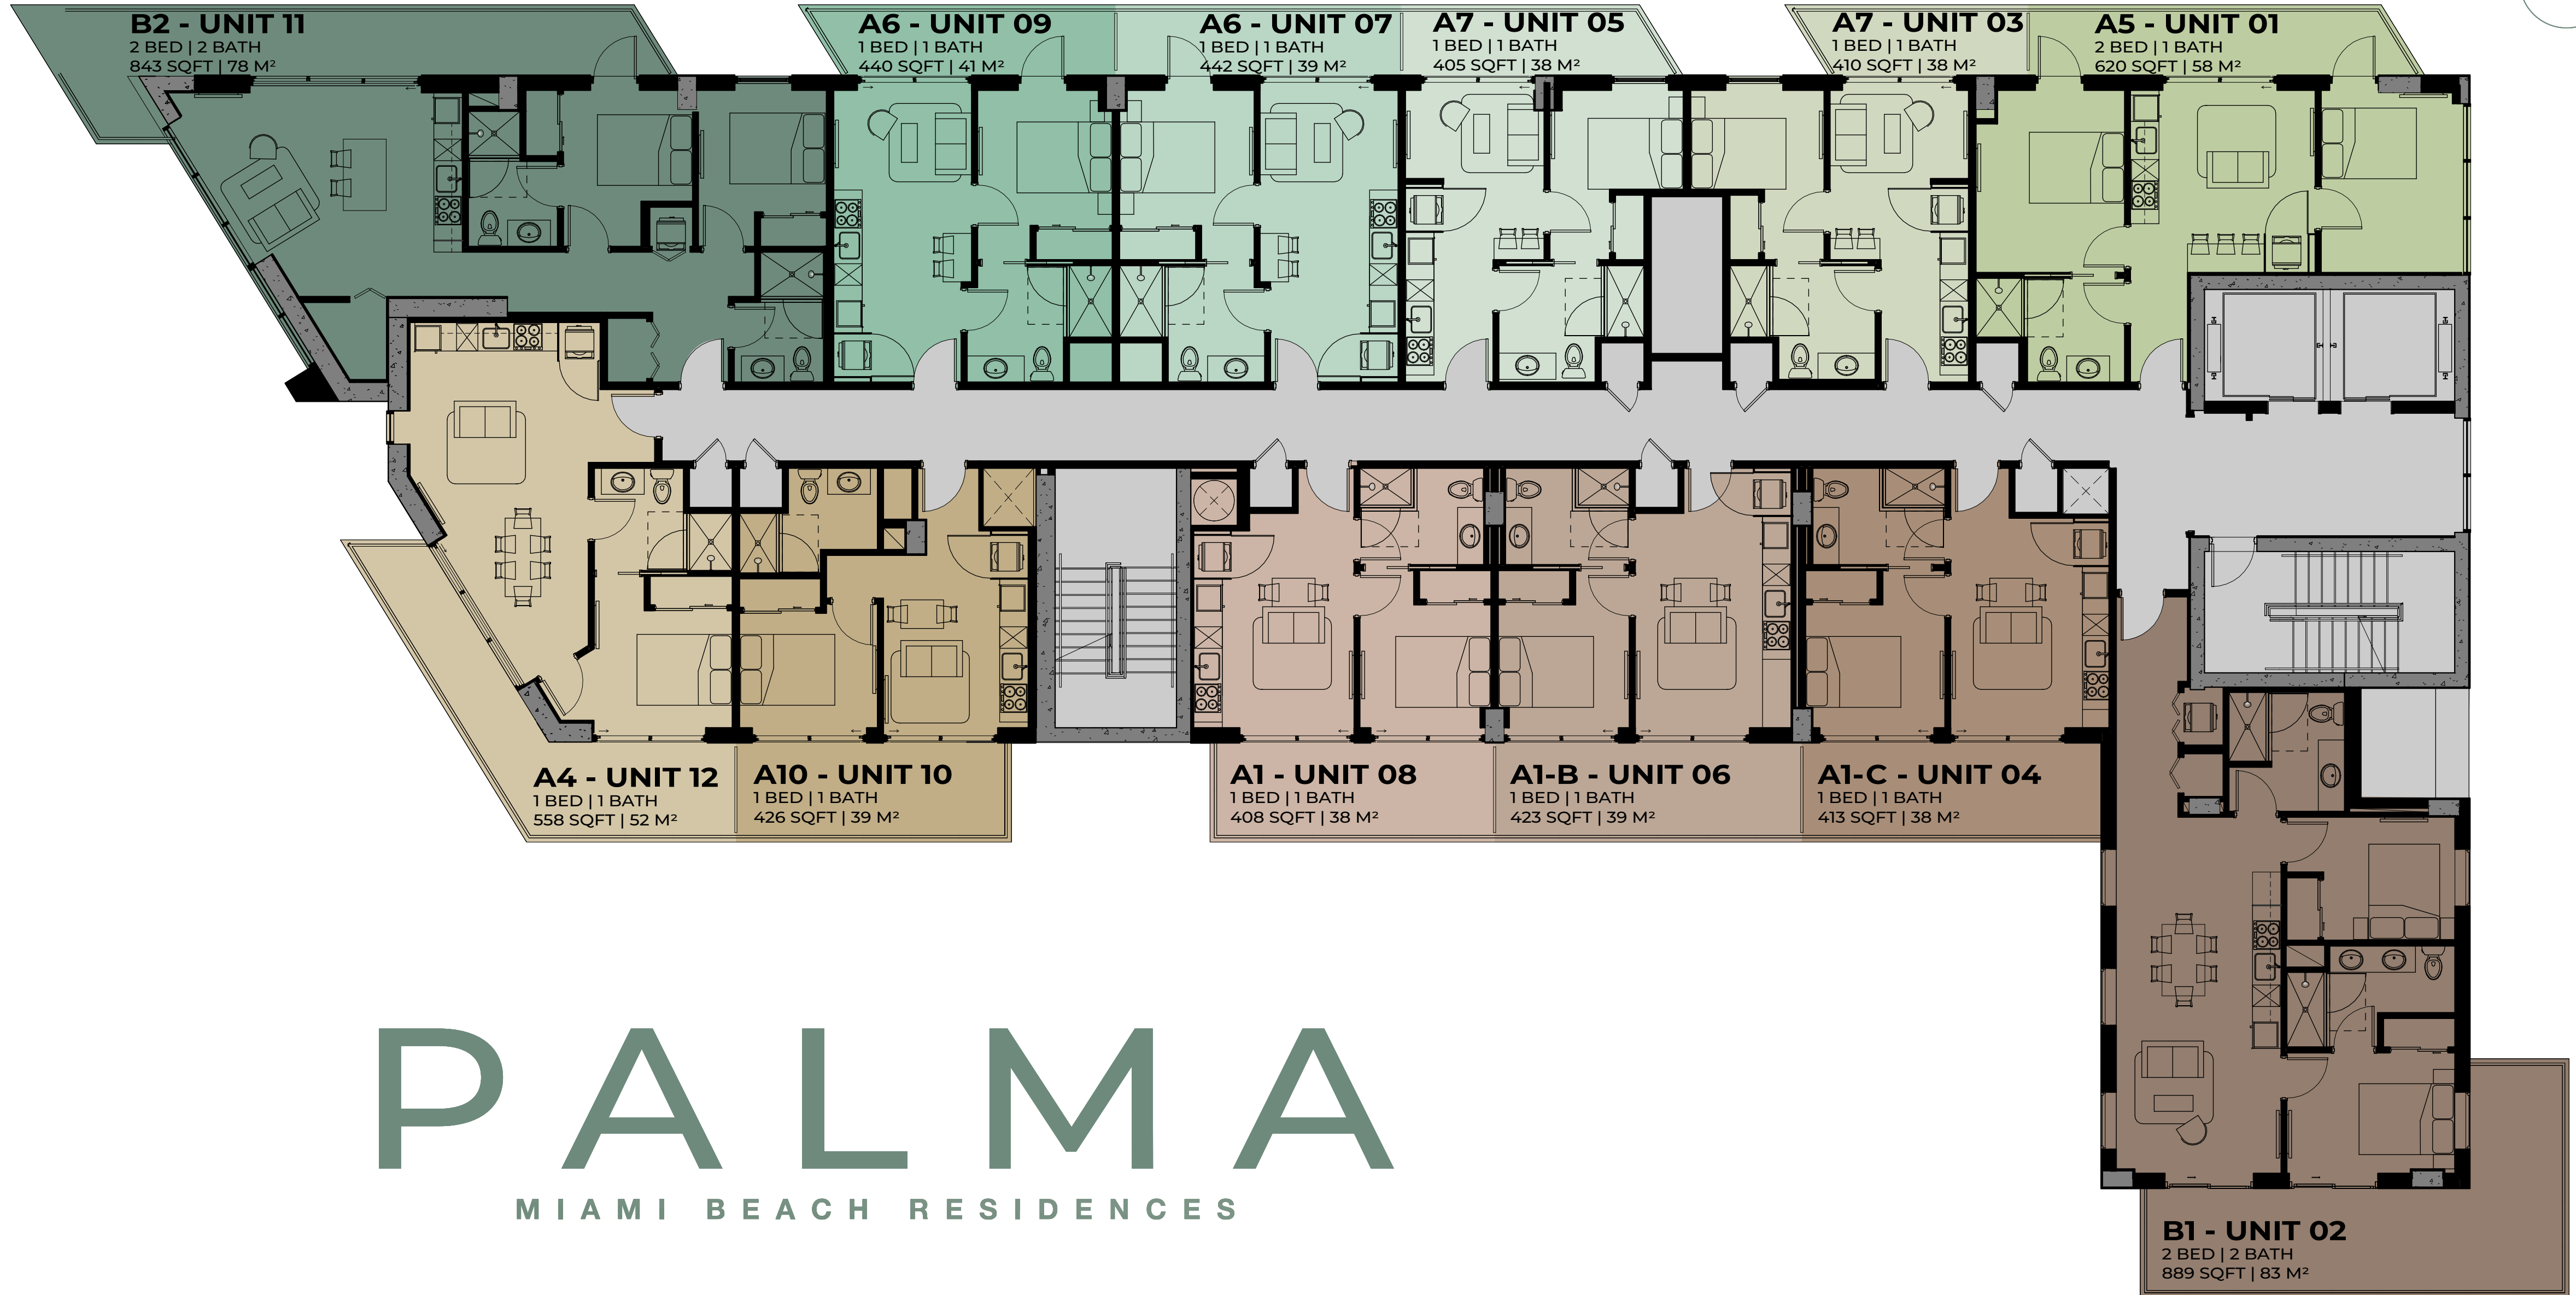 B2 - UNIT 11
2 BED | 2 BATH
843 SQFT | 78 M²
A6 - UNIT 09
1 BED | 1 BATH
440 SQFT | 41 M²
A6 - UNIT 07
1 BED | 1 BATH
442 SQFT | 39 M²
A7 - UNIT 05
1 BED | 1 BATH
405 SQFT | 38 M²
A7 - UNIT 03
1 BED | 1 BATH
410 SQFT | 38 M²
A5 - UNIT 01
2 BED | 1 BATH
620 SQFT | 58 M²
A4 - UNIT 12
1 BED | 1 BATH
558 SQFT | 52 M²
A10 - UNIT 10
1 BED | 1 BATH
426 SQFT | 39 M²
A1 - UNIT 08
1 BED | 1 BATH
408 SQFT | 38 M²
A1-B - UNIT 06
1 BED | 1 BATH
423 SQFT | 39 M²
A1-C - UNIT 04
1 BED | 1 BATH
413 SQFT | 38 M²
B1 - UNIT 02
2 BED | 2 BATH
889 SQFT | 83 M²
PALMA
MIAMI BEACH RESIDENCES